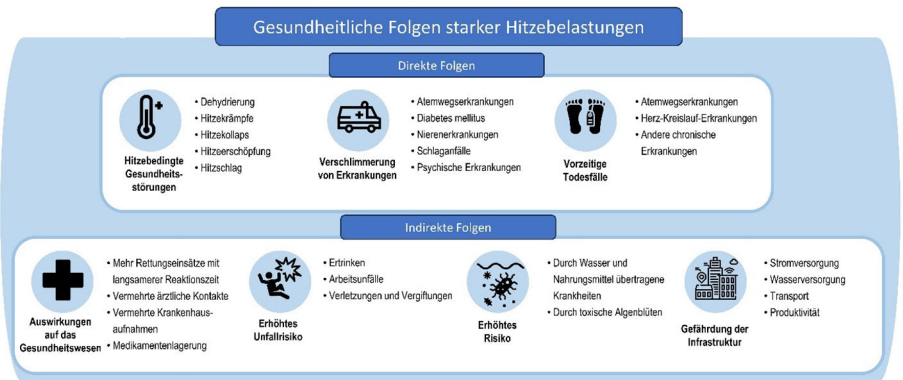 Gesundheitliche Folgen starker Hitzebelastungen
Direkte Folgen
Hitzebedingte
Gesundheits-
störungen
• Dehydrierung
• Hitzekrämpfe
• Hitzekollaps
• Hitzeerschöpfung
• Hitzschlag
Verschlimmerung
von Erkrankungen
• Atemwegserkrankungen
• Diabetes mellitus
• Nierenerkrankungen
• Schlaganfälle
• Psychische Erkrankungen
Vorzeitige
Todesfälle
• Atemwegserkrankungen
• Herz-Kreislauf-Erkrankungen
• Andere chronische
Erkrankungen
Indirekte Folgen
Auswirkungen
auf das
Gesundheitswesen
• Mehr Rettungseinsätze mit
langsamerer Reaktionszeit
• Vermehrte ärztliche Kontakte
• Vermehrte Krankenhaus-
aufnahmen
• Medikamentenlagerung
Erhöhtes
Unfallrisiko
• Ertrinken
• Arbeitsunfälle
• Verletzungen und Vergiftungen
Erhöhtes
Risiko
• Durch Wasser und
Nahrungsmittel übertragene
Krankheiten
• Durch toxische Algenblüten
Gefährdung der
Infrastruktur
• Stromversorgung
• Wasserversorgung
• Transport
• Produktivität